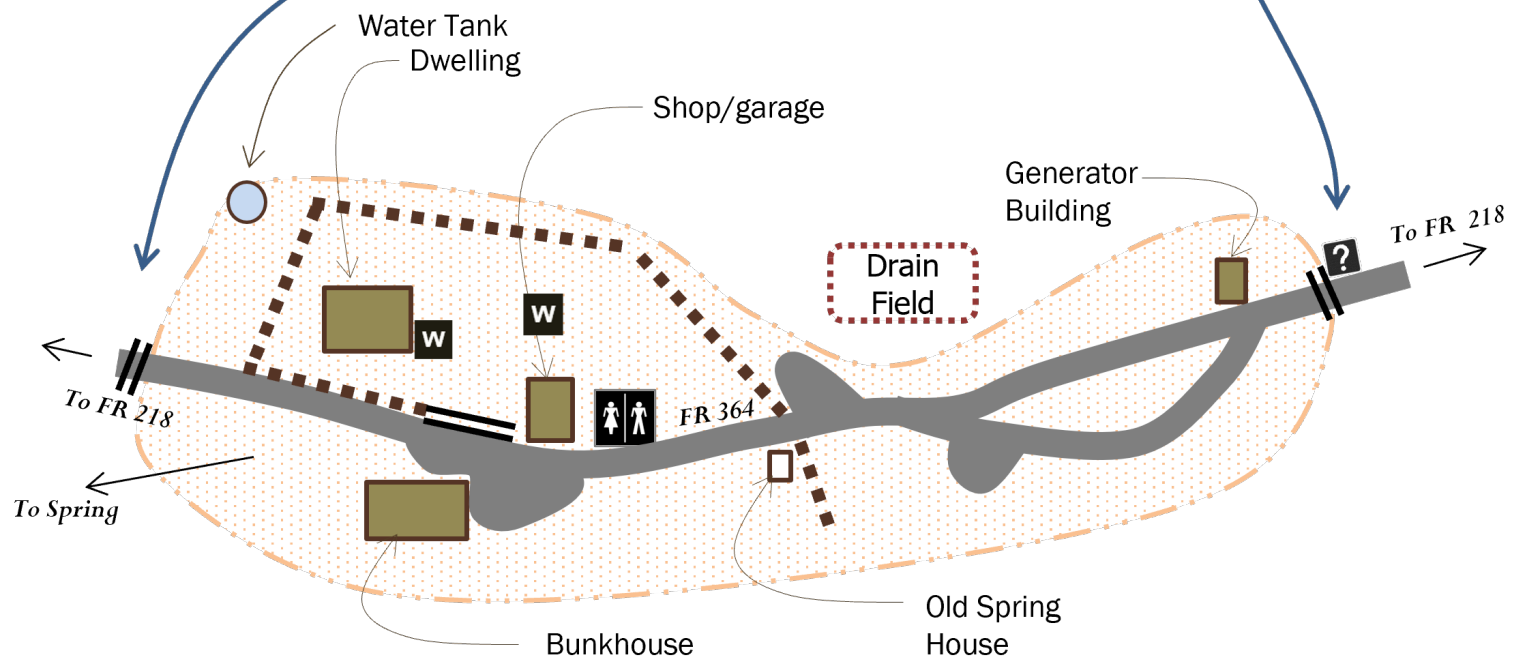 Water Tank
Dwelling
Shop/garage
Generator
Building
To FR 218
?
Drain
Field
W
W
To FR 218
FR 364
To Spring
Old Spring
House
Bunkhouse